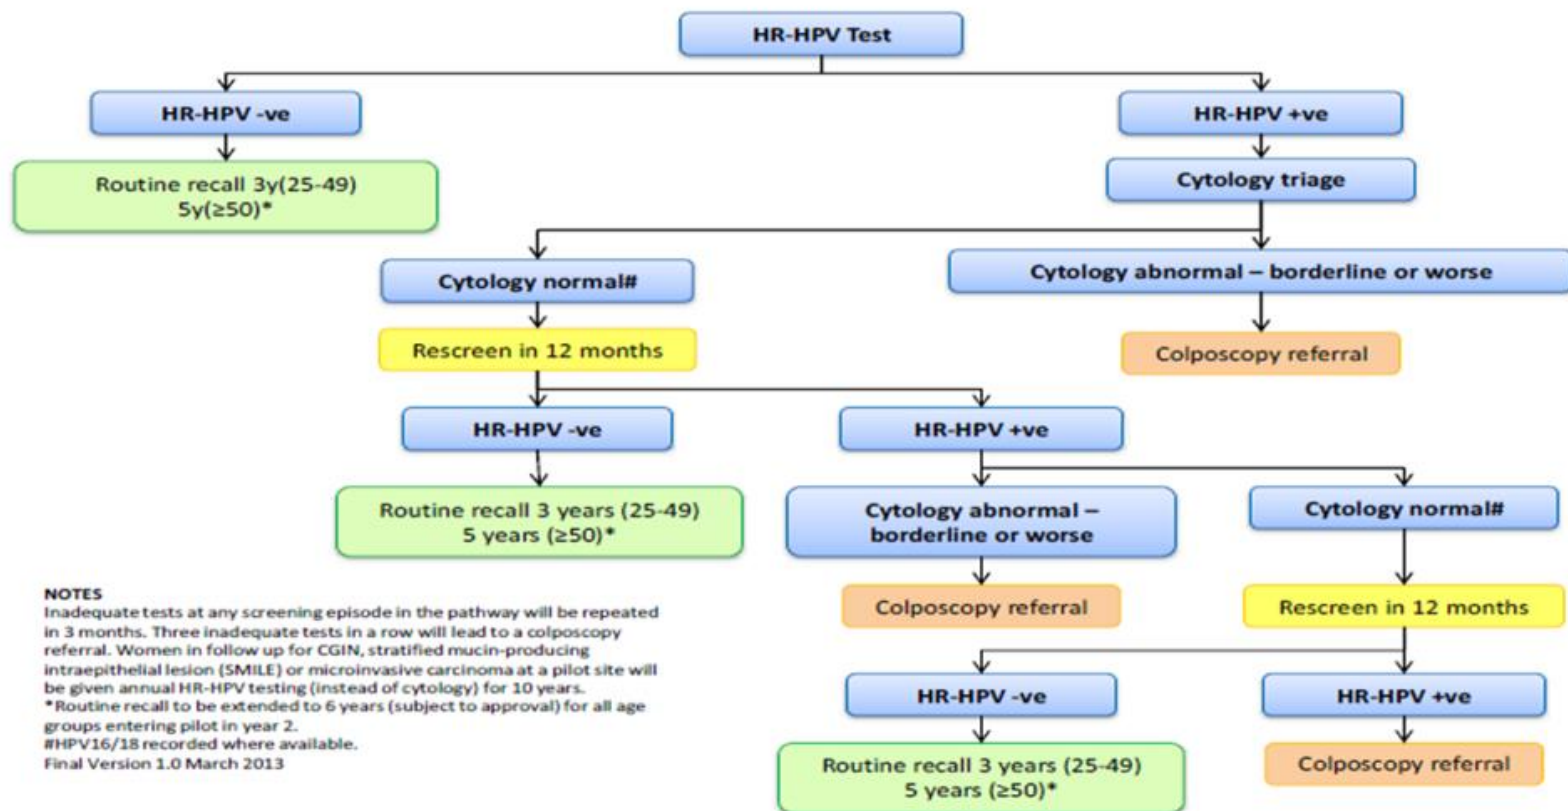 HR-HPV Test
HR-HPV -ve
HR-HPV +ve
Routine recall 3y(25-49)
5y(≥50)*
Cytology triage
Cytology normal#
Cytology abnormal – borderline or worse
Rescreen in 12 months
Colposcopy referral
HR-HPV -ve
HR-HPV +ve
Routine recall 3 years (25-49)
5 years (≥50)*
Cytology abnormal –
borderline or worse
Cytology normal#
Colposcopy referral
Rescreen in 12 months
HR-HPV -ve
HR-HPV +ve
Routine recall 3 years (25-49)
5 years (≥50)*
Colposcopy referral
NOTES
Inadequate tests at any screening episode in the pathway will be repeated
in 3 months. Three inadequate tests in a row will lead to a colposcopy
referral. Women in follow up for CGIN, stratified mucin-producing
intraepithelial lesion (SMILE) or microinvasive carcinoma at a pilot site will
be given annual HR-HPV testing (instead of cytology) for 10 years.
*Routine recall to be extended to 6 years (subject to approval) for all age
groups entering pilot in year 2.
#HPV16/18 recorded where available.
Final Version 1.0 March 2013